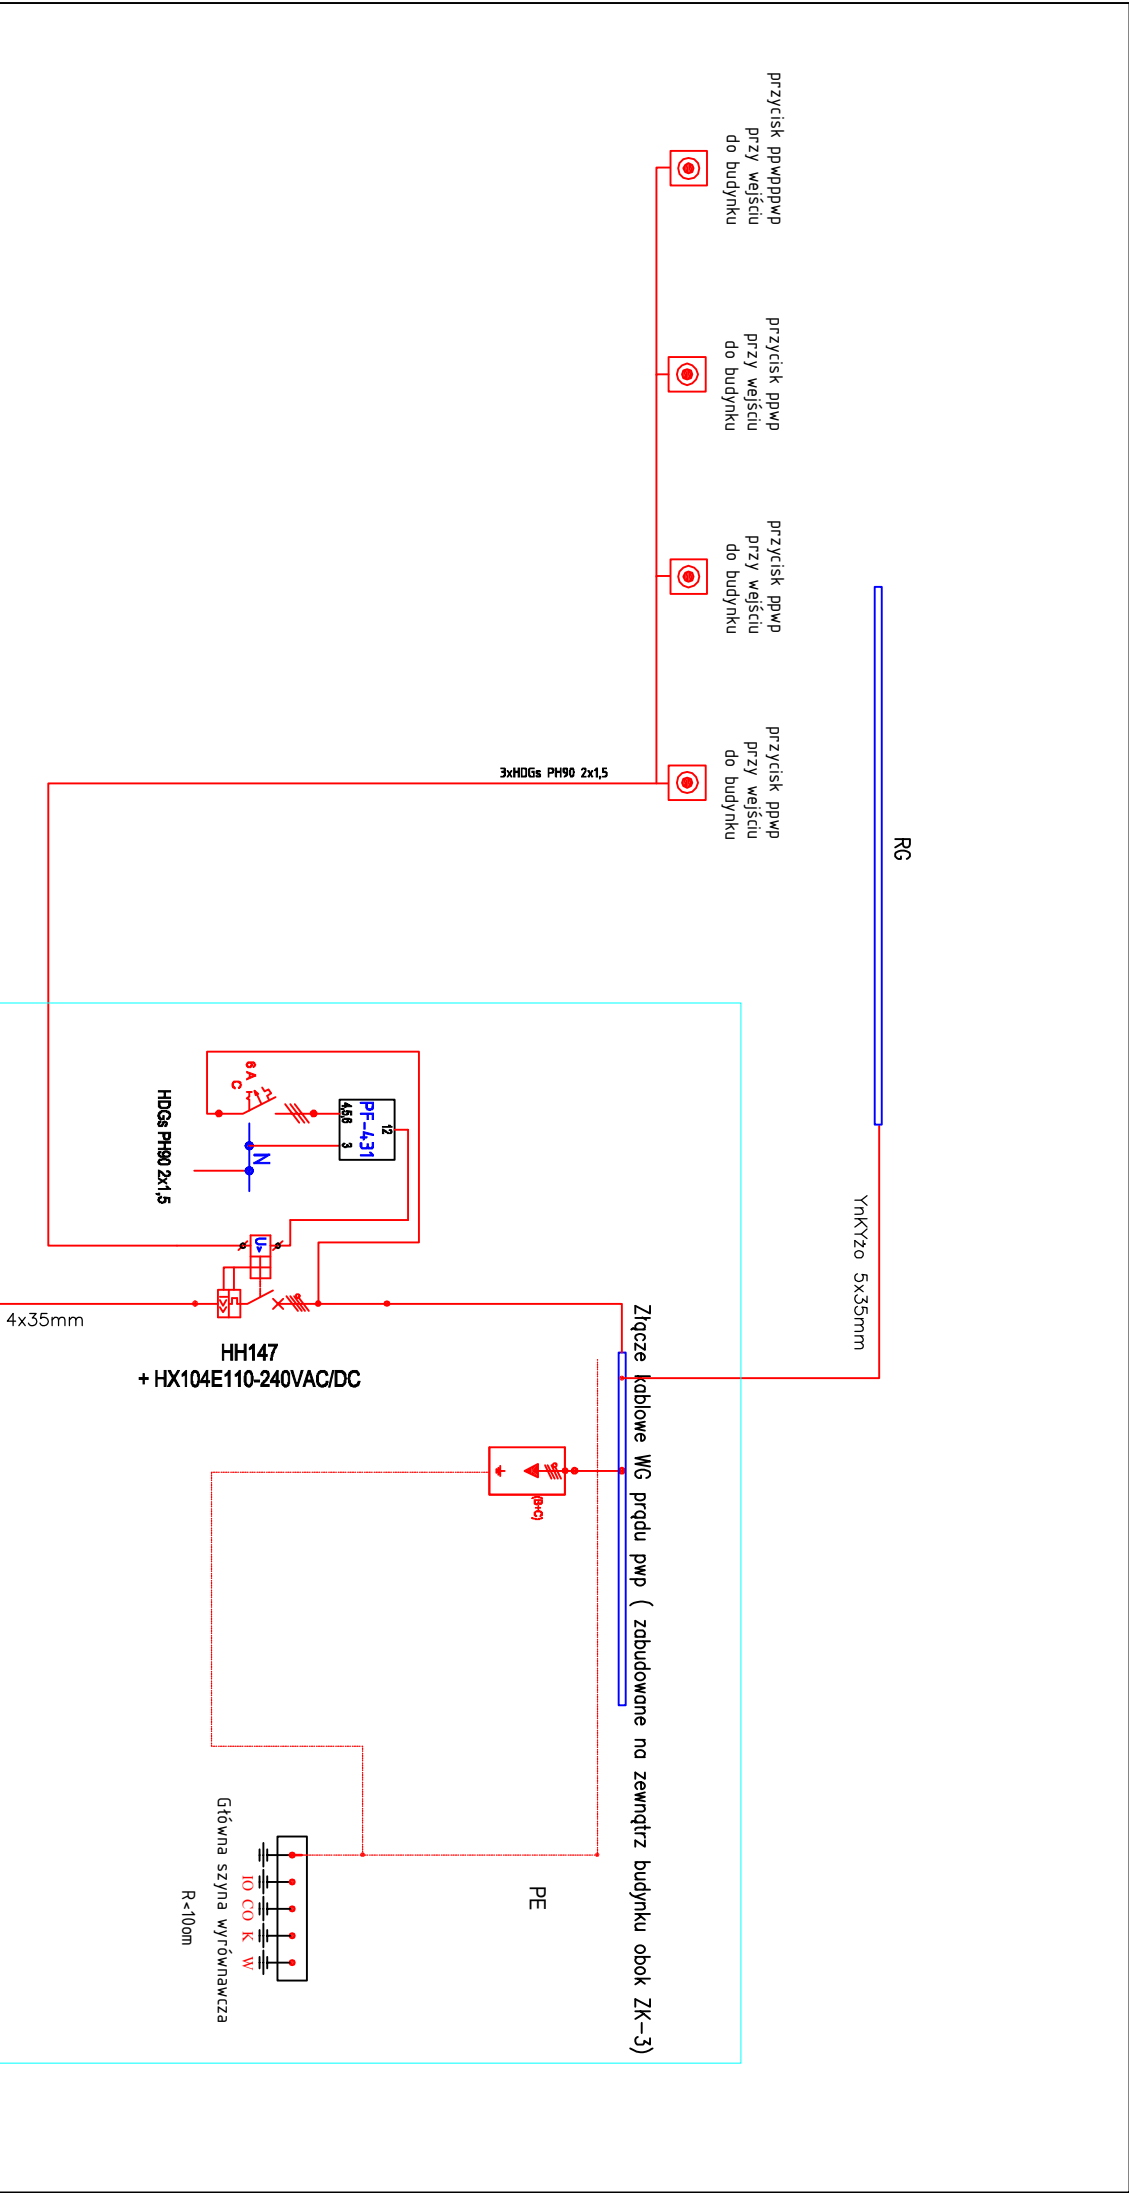 przycisk ppwpppwp
przy wejściu
do budynku
przycisk ppwp
przy wejściu
do budynku
przycisk ppwp
przy wejściu
do budynku
przycisk ppwp
przy wejściu
do budynku
RG
3xHDGs PH90 2x1,5
YnKYżo 5x35mm
6 A
C
PF-431
4,5,6
12
3
N
HDGs PH90 2x1,5
U>
I>>
4x35mm
HH147
+ HX104E110-240VAC/DC
Złącze kablowe WG prądu pwp ( zabudowane na zewnątrz budynku obok ZK-3)
(B+C)
PE
IO CO K W
Główna szyna wyrównawcza
R<10om